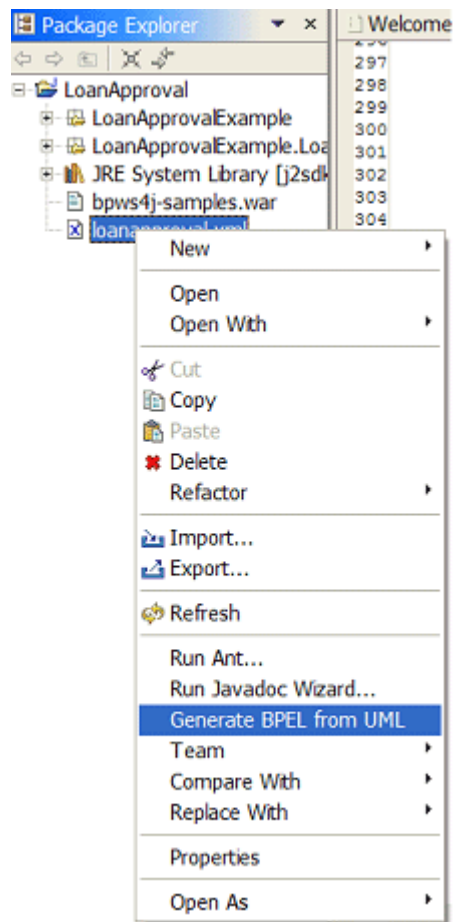 Package Explorer
Welcome
LoanApproval
LoanApprovalExample
LoanApprovalExample.Loa
JRE System Library [j2sdk
bpws4j-samples.war
297
298
299
300
301
302
303
304
New
Open
Open With
Cut
Copy
Paste
Delete
Refactor
Import...
Export...
Refresh
Run Ant...
Run Javadoc Wizard...
Generate BPEL from UML
Team
Compare With
Replace With
Properties
Open As